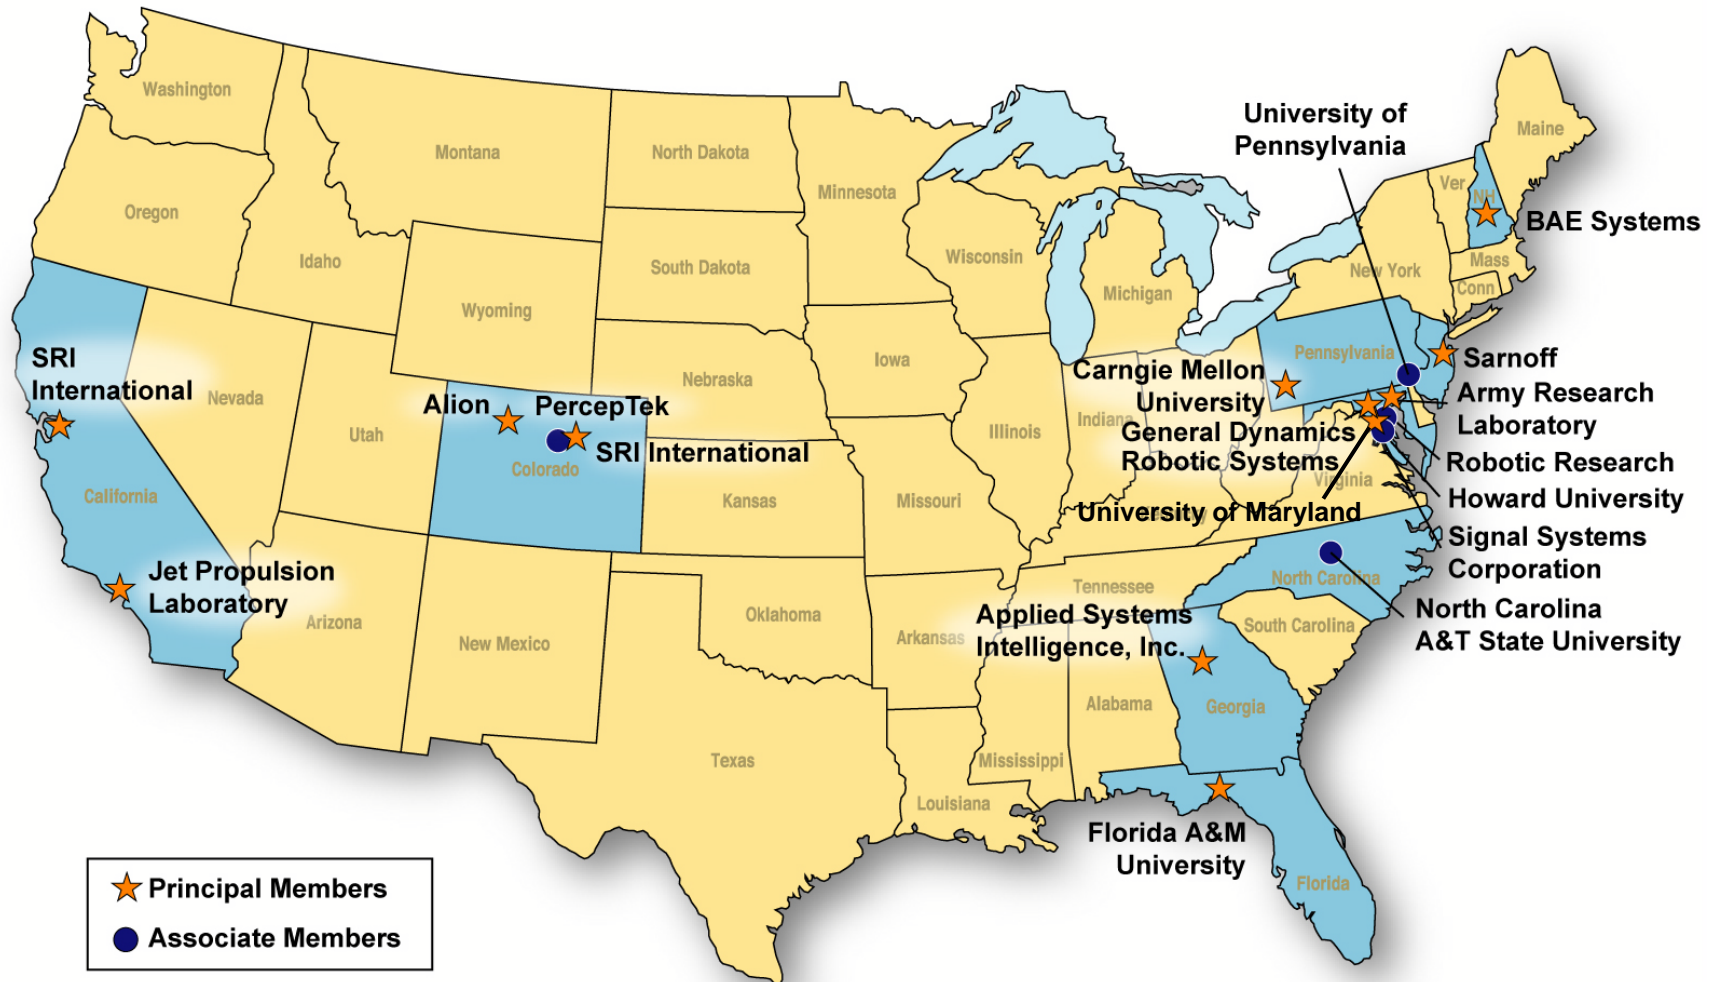 Washington
Montana
North Dakota
Minnesota
Maine
University of
Pennsylvania
Oregon
Idaho
Wyoming
South Dakota
Wisconsin
Michigan
New York
Ver
NH
BAE Systems
Mass
Conn
SRI
International
Nevada
Utah
California
Alion
PercepTek
SRI International
Colorado
Nebraska
Iowa
Kansas
Missouri
Illinois
Indiana
Pennsylvania
Carngie Mellon
University
General Dynamics
Robotic Systems
Virginia
University of Maryland
Sarnoff
Army Research
Laboratory
Robotic Research
Howard University
Signal Systems
Corporation
North Carolina
A&T State University
Jet Propulsion
Laboratory
Arizona
New Mexico
Oklahoma
Arkansas
Tennessee
North Carolina
South Carolina
Applied Systems
Intelligence, Inc.
Texas
Louisiana
Mississippi
Alabama
Georgia
Florida A&M
University
Florida
Principal Members
Associate Members